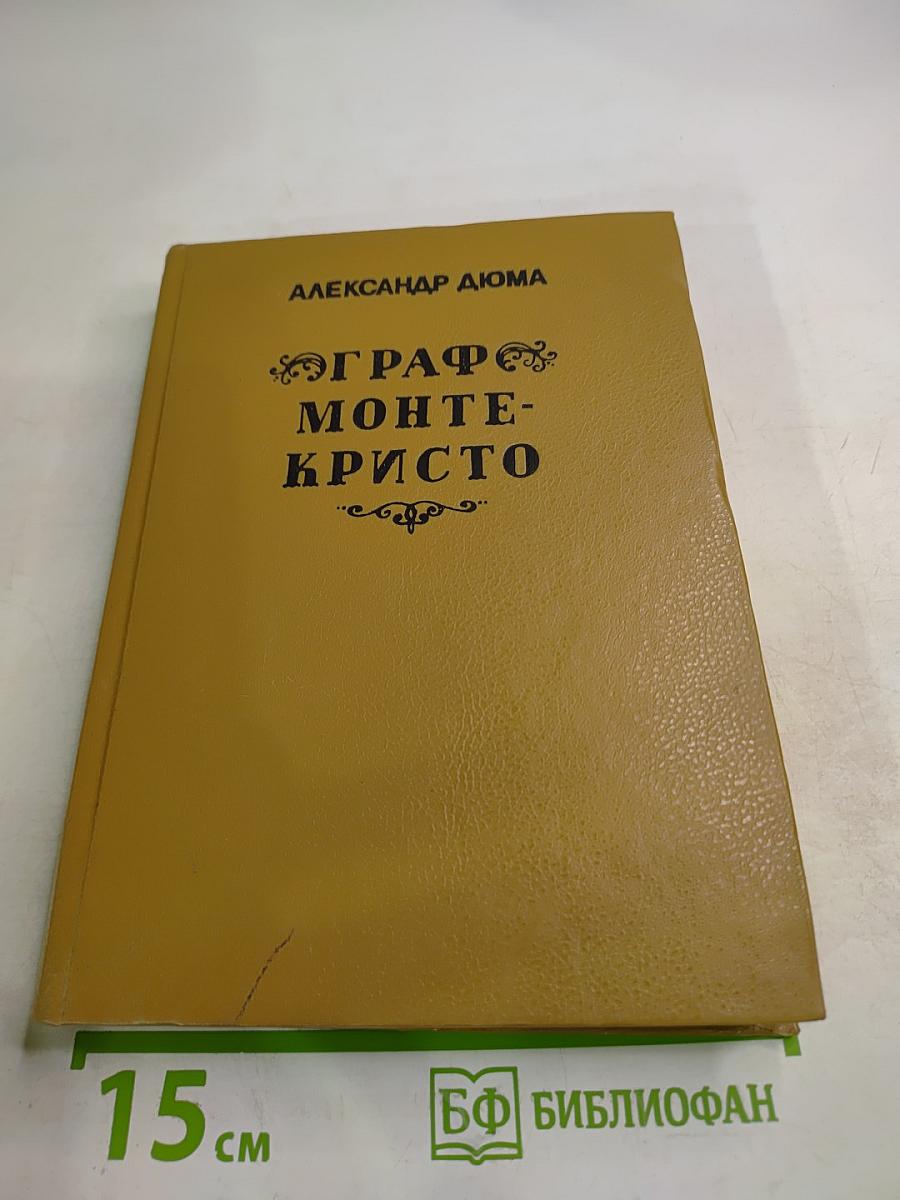 АЛЕКСАНДР ДЮМА
ГРАФ
МОНТЕ-
КРИСТО
15 см
БФ БИБЛИОФАН